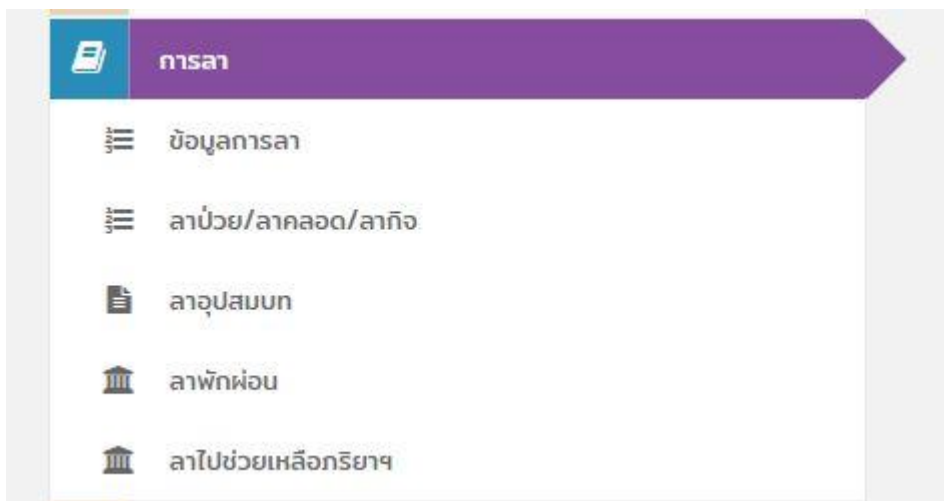 การลา
ข้อมูลการลา
ลาป่วย/ลาคลอด/ลากิจ
ลาอุปสมบท
ลาพักผ่อน
ลาไปช่วยเหลือภริยาฯ